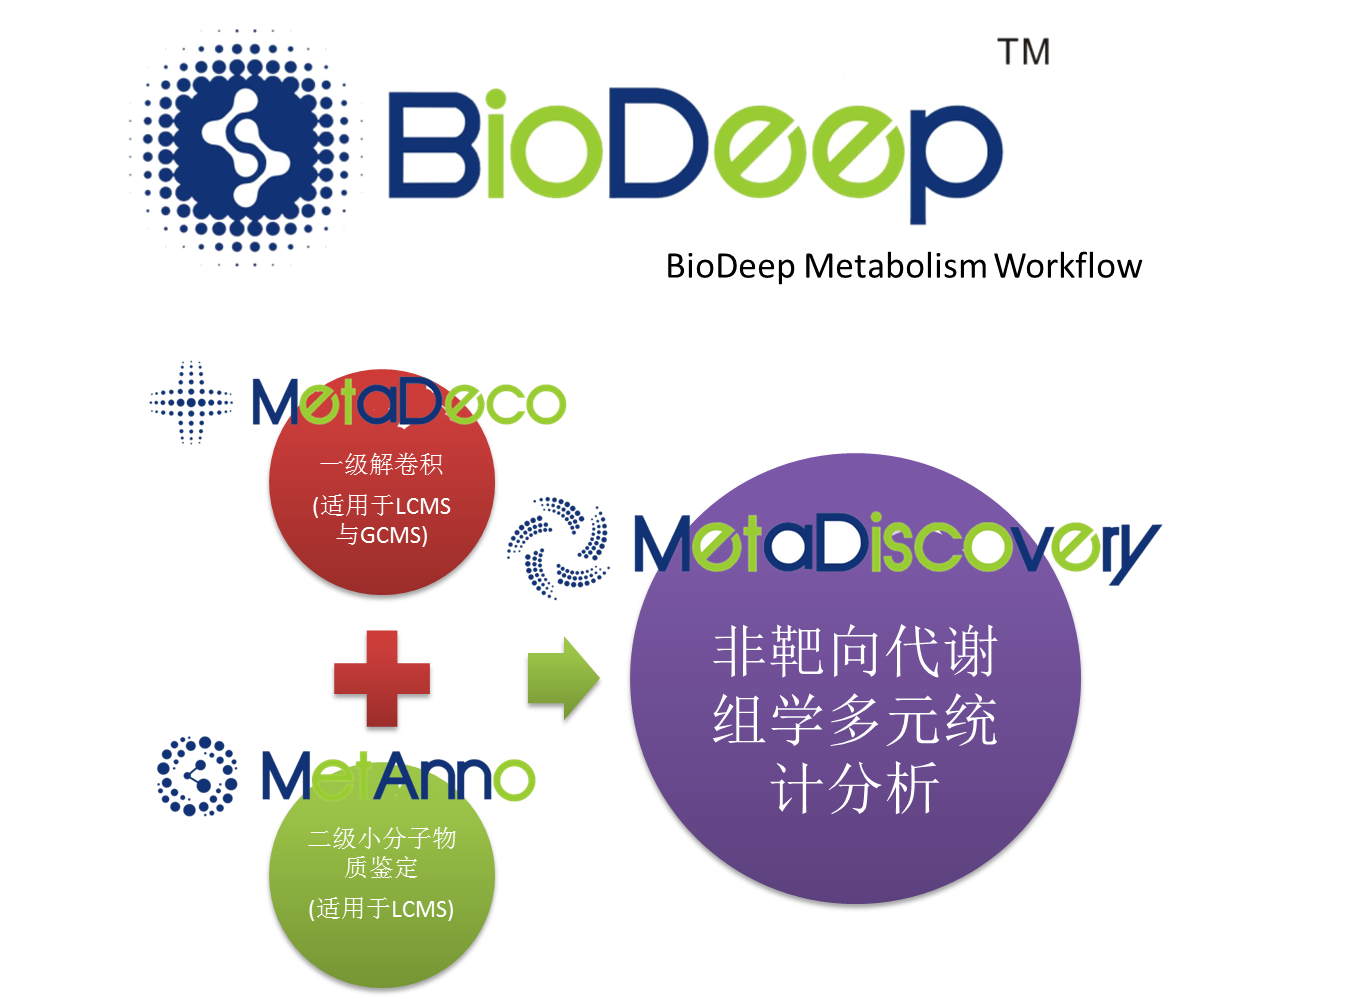 BioDeep
TM
BioDeep Metabolism Workflow
MetaDeco
一级解卷积
(适用于LCMS
与GCMS)
MetAnno
二级小分子物
质鉴定
(适用于LCMS)
MetaDiscovery
非靶向代谢
组学多元统
计分析